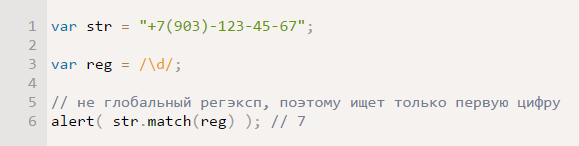 1 var str = "+7(903)-123-45-67";
2
3 var reg = /\d/;
4
5 // не глобальный регэксп, поэтому ищет только первую цифру
6 alert( str.match(reg) ); // 7